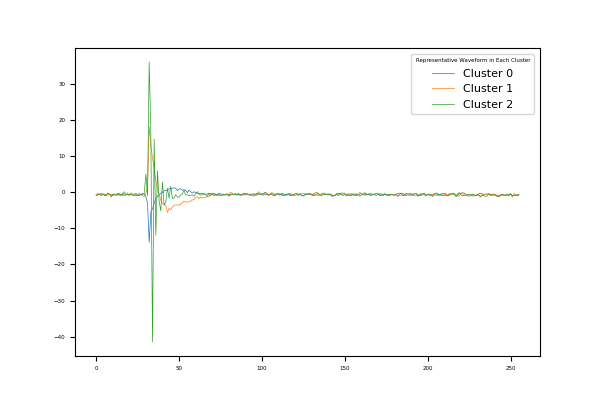 Representative Waveform in Each Cluster
Cluster 0
Cluster 1
Cluster 2
30
20
10
0
−10
−20
−30
−40
0 50 100 150 200 250